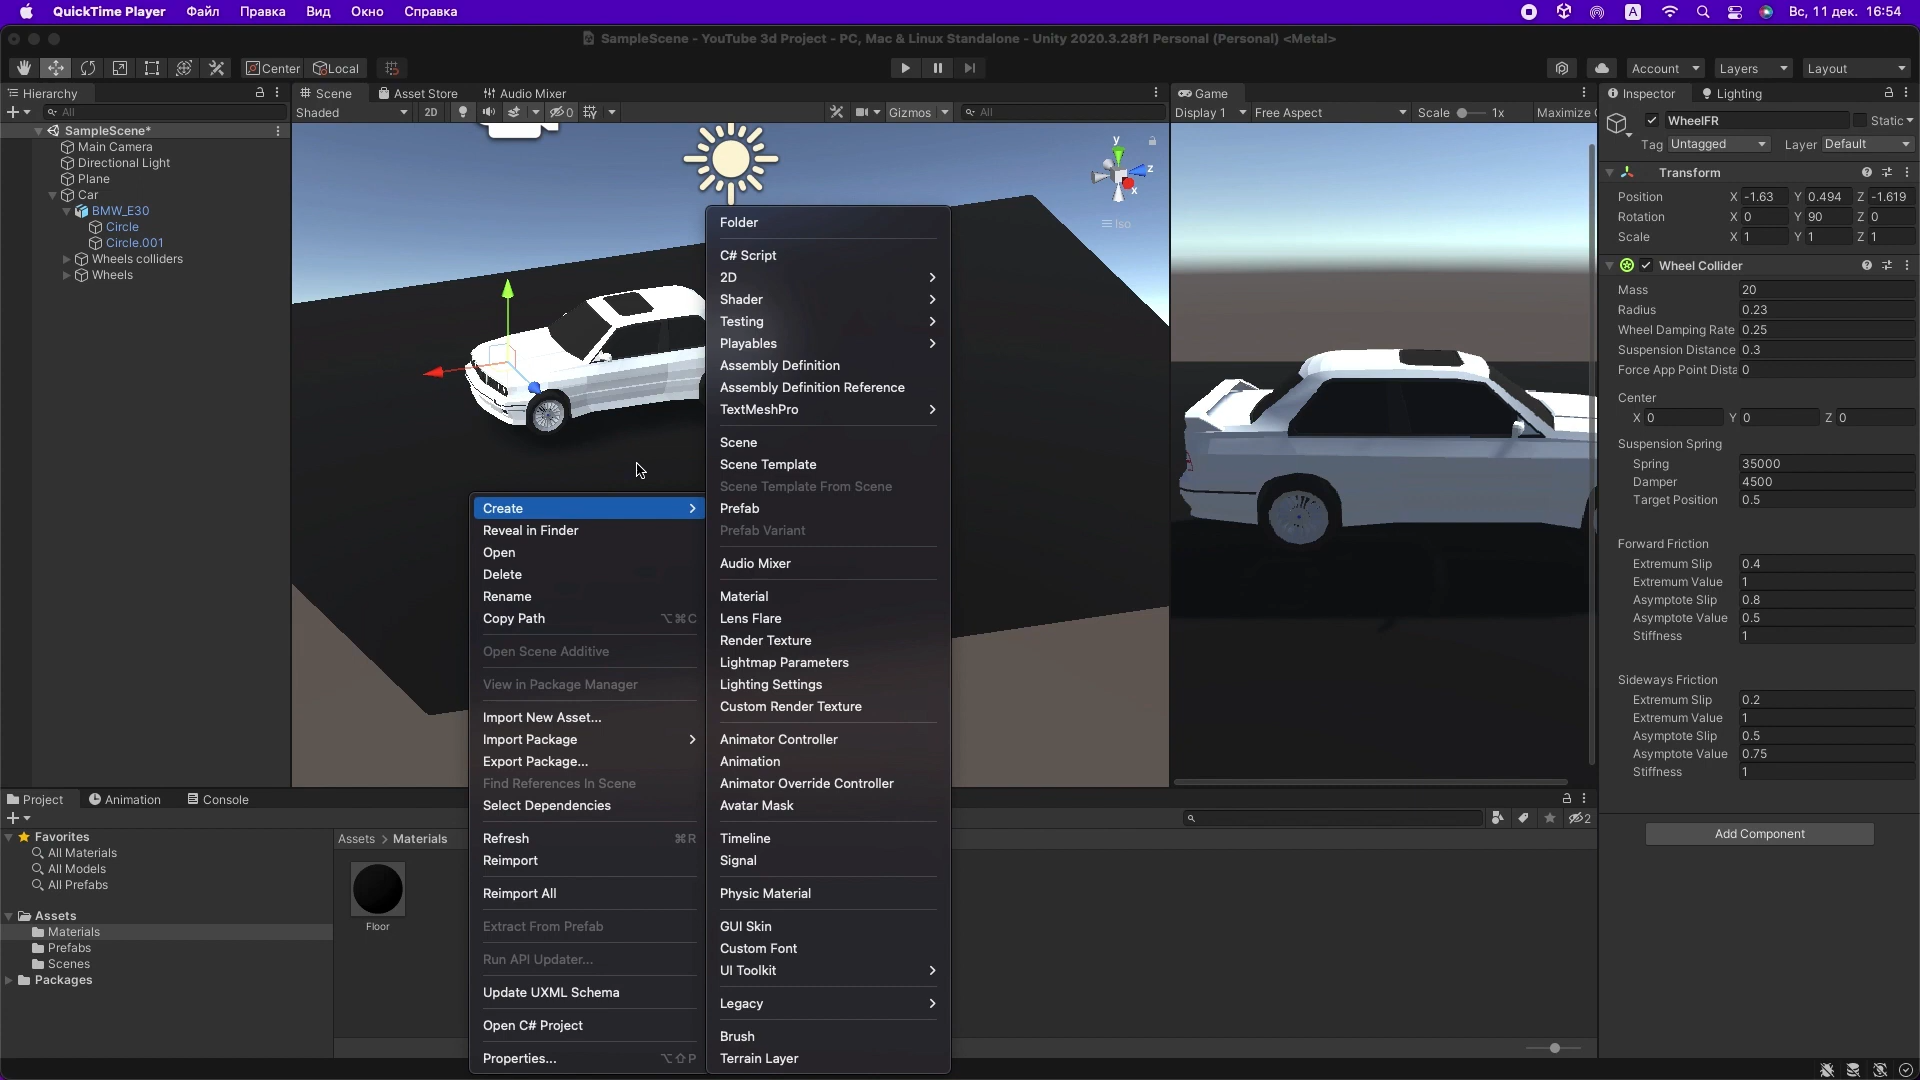 QuickTime Player Файл Правка Вид Окно Справка A Вс, 11 дек. 16:54
SampleScene - YouTube 3d Project - PC, Mac & Linux Standalone - Unity 2020.3.28f1 Personal (Personal) <Metal>
Center Local Account Layers Layout
Hierarchy
All
SampleScene*
Main Camera
Directional Light
Plane
Car
BMW_E30
Circle
Circle.001
Wheels colliders
Wheels
Scene Asset Store Audio Mixer
Shaded 2D 0 Gizmos All
y
z
x
Iso
Game
Display 1 Free Aspect Scale 1x Maximize
Create
Reveal in Finder
Open
Delete
Rename
Copy Path ⌥⌘C
Open Scene Additive
View in Package Manager
Import New Asset...
Import Package
Export Package...
Find References In Scene
Select Dependencies
Refresh ⌘R
Reimport
Reimport All
Extract From Prefab
Run API Updater...
Update UXML Schema
Open C# Project
Properties... ⌥⇧P
Folder
C# Script
2D
Shader
Testing
Playables
Assembly Definition
Assembly Definition Reference
TextMeshPro
Scene
Scene Template
Scene Template From Scene
Prefab
Prefab Variant
Audio Mixer
Material
Lens Flare
Render Texture
Lightmap Parameters
Lighting Settings
Custom Render Texture
Animator Controller
Animation
Animator Override Controller
Avatar Mask
Timeline
Signal
Physic Material
GUI Skin
Custom Font
UI Toolkit
Legacy
Brush
Terrain Layer
Inspector Lighting
WheelFR Static
Tag Untagged Layer Default
Transform
Position X -1.63 Y 0.494 Z -1.619
Rotation X 0 Y 90 Z 0
Scale X 1 Y 1 Z 1
Wheel Collider
Mass 20
Radius 0.23
Wheel Damping Rate 0.25
Suspension Distance 0.3
Force App Point Dista 0
Center
X 0 Y 0 Z 0
Suspension Spring
Spring 35000
Damper 4500
Target Position 0.5
Forward Friction
Extremum Slip 0.4
Extremum Value 1
Asymptote Slip 0.8
Asymptote Value 0.5
Stiffness 1
Sideways Friction
Extremum Slip 0.2
Extremum Value 1
Asymptote Slip 0.5
Asymptote Value 0.75
Stiffness 1
Add Component
Project Animation Console
2
Favorites
All Materials
All Models
All Prefabs
Assets
Materials
Prefabs
Scenes
Packages
Assets > Materials
Floor